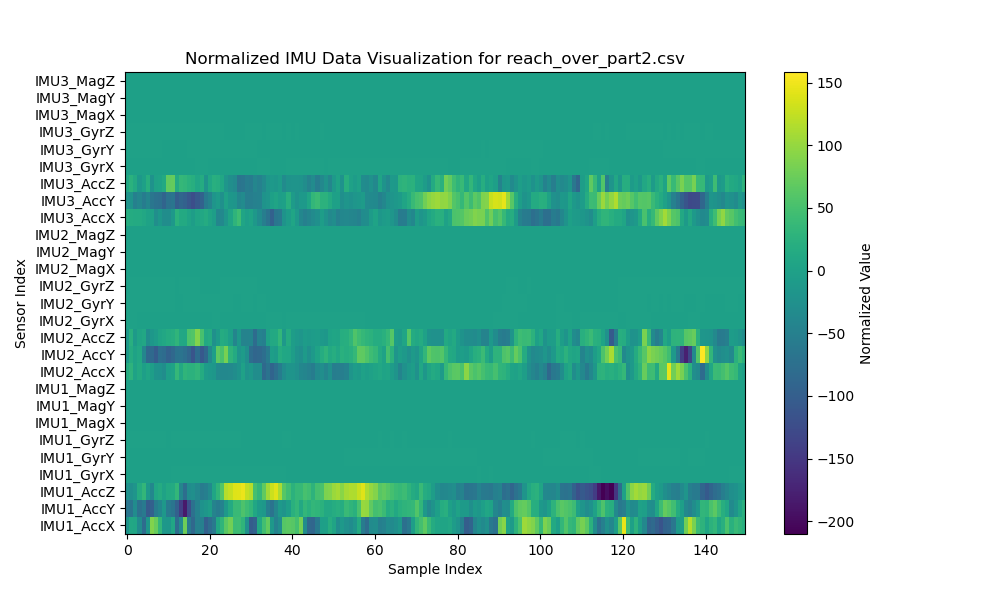 Normalized IMU Data Visualization for reach_over_part2.csv
IMU3_MagZ
IMU3_MagY
IMU3_MagX
IMU3_GyrZ
IMU3_GyrY
IMU3_GyrX
IMU3_AccZ
IMU3_AccY
IMU3_AccX
IMU2_MagZ
IMU2_MagY
IMU2_MagX
IMU2_GyrZ
IMU2_GyrY
IMU2_GyrX
IMU2_AccZ
IMU2_AccY
IMU2_AccX
IMU1_MagZ
IMU1_MagY
IMU1_MagX
IMU1_GyrZ
IMU1_GyrY
IMU1_GyrX
IMU1_AccZ
IMU1_AccY
IMU1_AccX
Sensor Index
0 20 40 60 80 100 120 140
Sample Index
150
100
50
0
−50
−100
−150
−200
Normalized Value